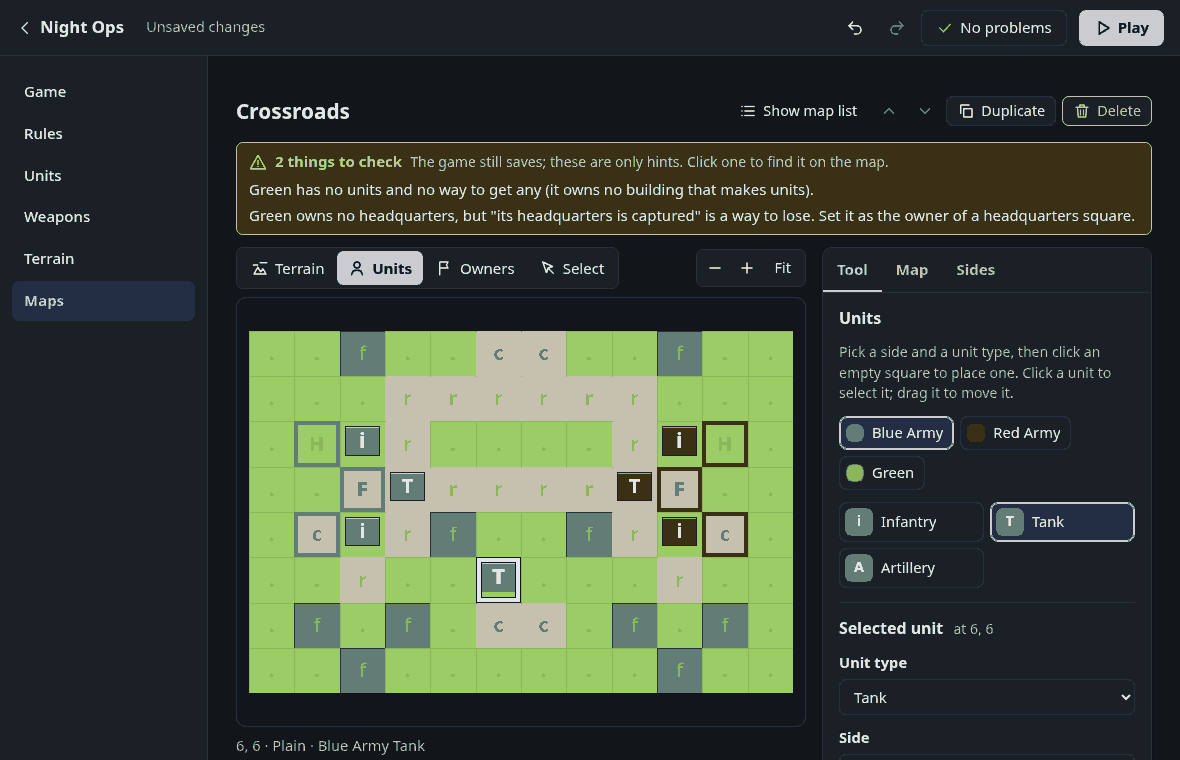 Night Ops Unsaved changes No problems Play
Game
Rules
Units
Weapons
Terrain
Maps
Crossroads Show map list Duplicate Delete
2 things to check The game still saves; these are only hints. Click one to find it on the map.
Green has no units and no way to get any (it owns no building that makes units).
Green owns no headquarters, but "its headquarters is captured" is a way to lose. Set it as the owner of a headquarters square.
Terrain Units Owners Select − + Fit
. . f . . c c . . f . .
. . . r r r r r r . . .
. H i r . . . . r i H .
. . F T r r r r T F . .
. c i r f . . f r i c .
. . r . . T . . . r . .
. f . f . c c . f . f .
. . f . . . . . . f . .
6, 6 · Plain · Blue Army Tank
Tool Map Sides
Units
Pick a side and a unit type, then click an
empty square to place one. Click a unit to
select it; drag it to move it.
Blue Army Red Army
Green
i Infantry T Tank
A Artillery
Selected unit at 6, 6
Unit type
Tank
Side